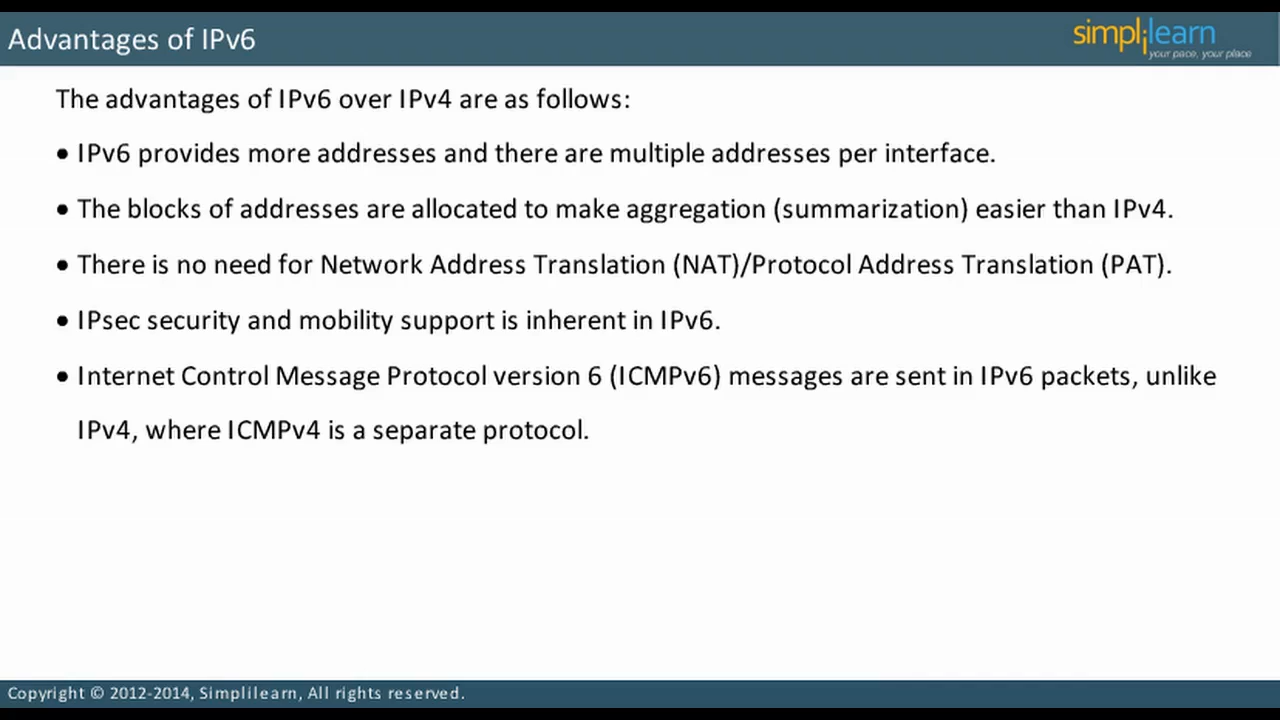 Advantages of IPv6
simplilearn
your pace, your place
The advantages of IPv6 over IPv4 are as follows:
• IPv6 provides more addresses and there are multiple addresses per interface.
• The blocks of addresses are allocated to make aggregation (summarization) easier than IPv4.
• There is no need for Network Address Translation (NAT)/Protocol Address Translation (PAT).
• IPsec security and mobility support is inherent in IPv6.
• Internet Control Message Protocol version 6 (ICMPv6) messages are sent in IPv6 packets, unlike
IPv4, where ICMPv4 is a separate protocol.
Copyright © 2012-2014, Simplilearn, All rights reserved.